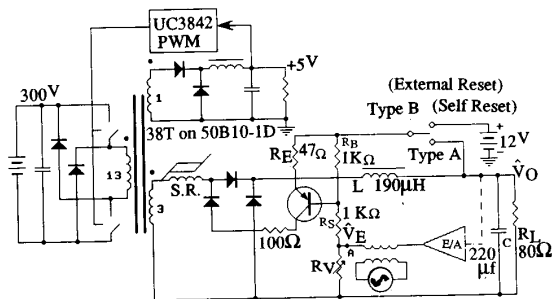 UC3842
PWM
+5V
300V
1
(External Reset)
Type B (Self Reset)
38T on 50B10-1D
12V
RE 47Ω
RB
1KΩ
Type A
13
S.R.
L 190μH
V̂O
3
RS 1 KΩ
V̂E
100Ω
A
E/A
C
RL
80Ω
RV
220
μf